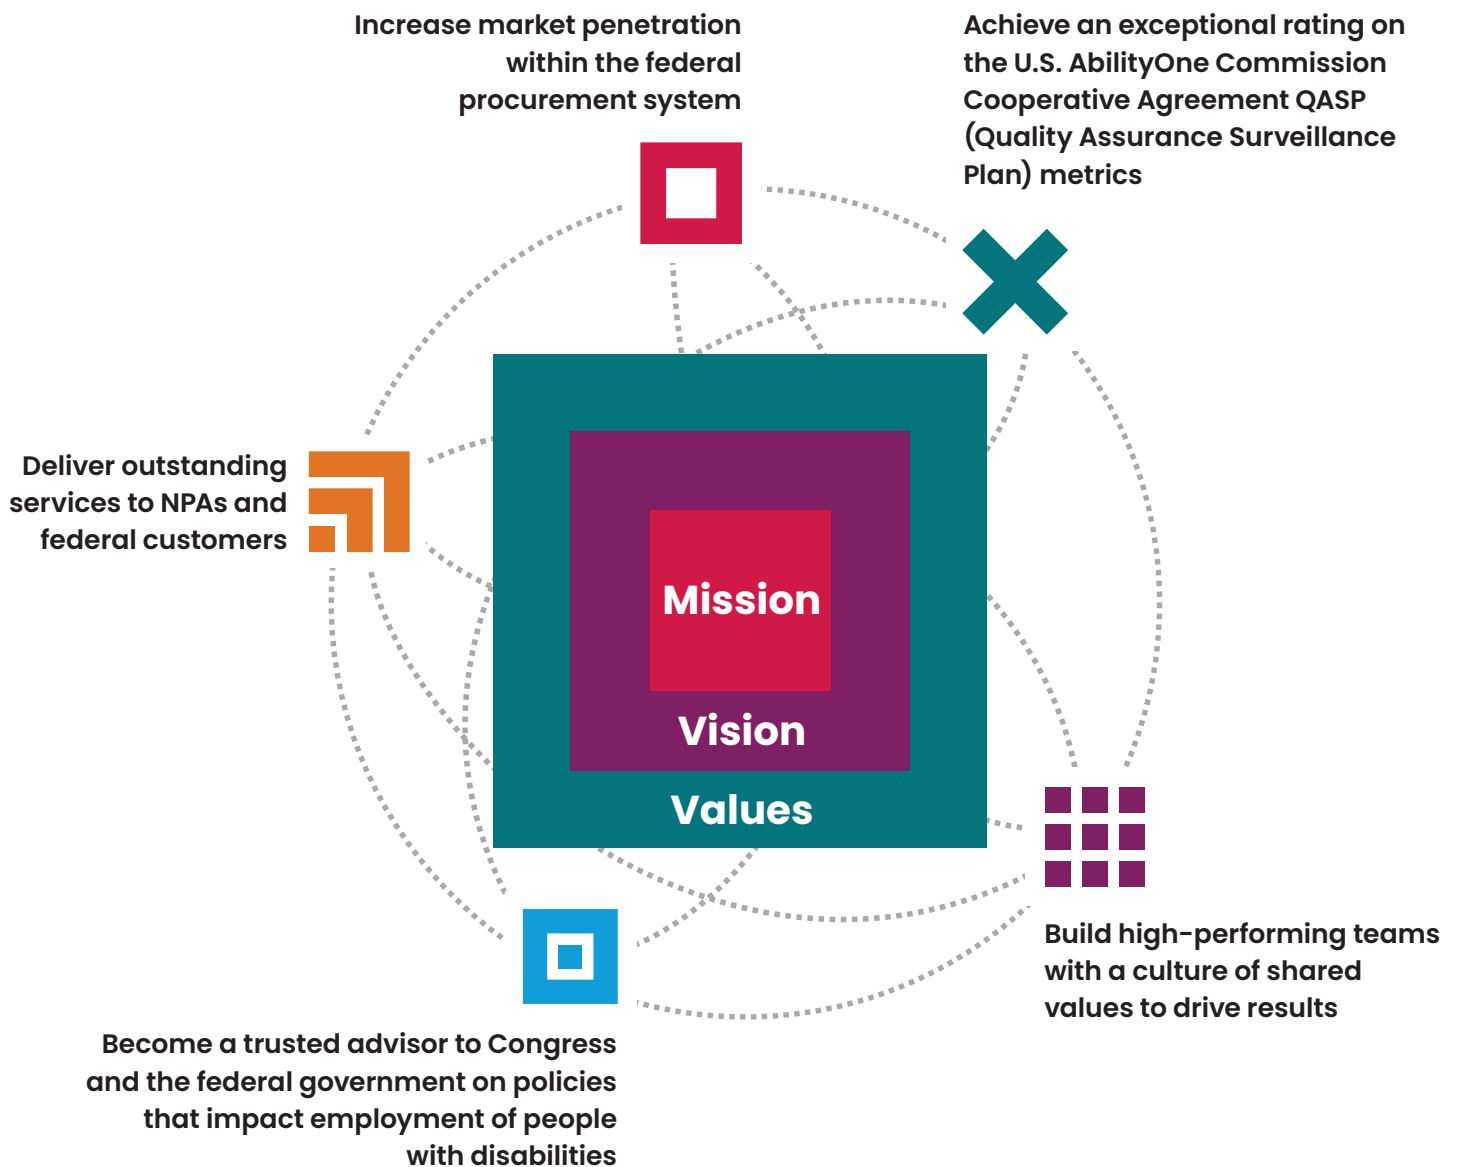 Increase market penetration
within the federal
procurement system
Achieve an exceptional rating on
the U.S. AbilityOne Commission
Cooperative Agreement QASP
(Quality Assurance Surveillance
Plan) metrics
Deliver outstanding
services to NPAs and
federal customers
Mission
Vision
Values
Build high-performing teams
with a culture of shared
values to drive results
Become a trusted advisor to Congress
and the federal government on policies
that impact employment of people
with disabilities